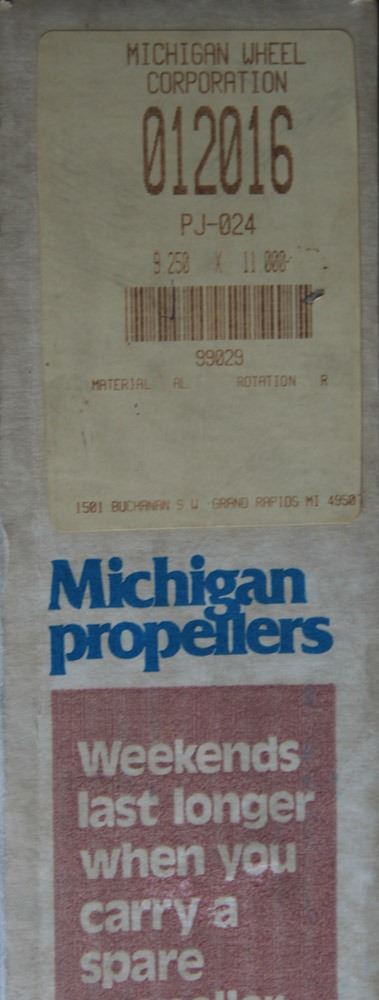 MICHIGAN WHEEL
CORPORATION
012016
PJ-024
9.250 X 11.000-
99029
MATERIAL AL ROTATION R
1501 BUCHANAN S W GRAND RAPIDS MI 4950
Michigan
propellers
Weekends
last longer
when you
carry a
spare